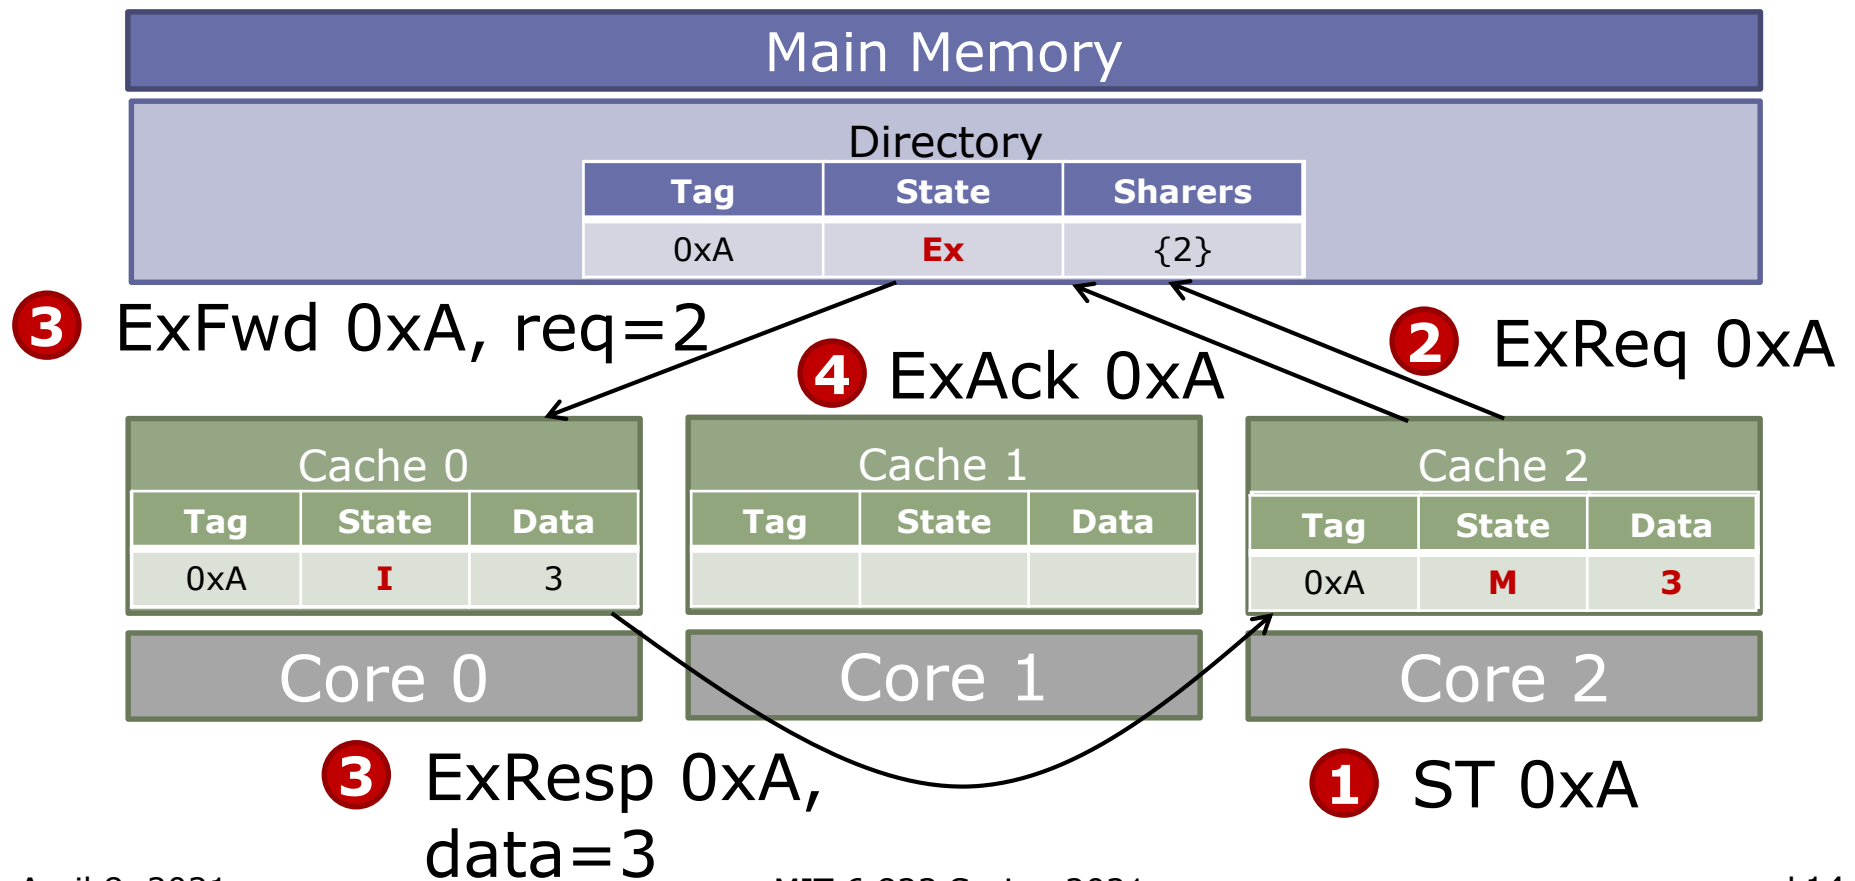 Main Memory
Directory
Tag State Sharers
0xA Ex {2}
3 ExFwd 0xA, req=2
2 ExReq 0xA
4 ExAck 0xA
Cache 0
Tag State Data
0xA I 3
Core 0
Cache 1
Tag State Data
Core 1
Cache 2
Tag State Data
0xA M 3
Core 2
3 ExResp 0xA,
data=3
1 ST 0xA